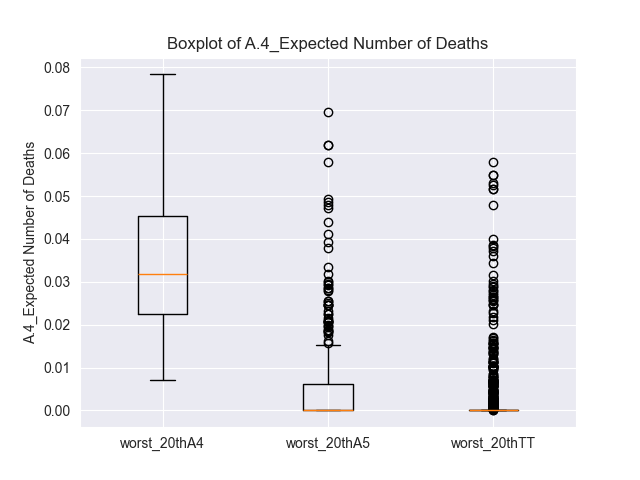 Boxplot of A.4_Expected Number of Deaths
A.4_Expected Number of Deaths
0.08
0.07
0.06
0.05
0.04
0.03
0.02
0.01
0.00
worst_20thA4
worst_20thA5
worst_20thTT